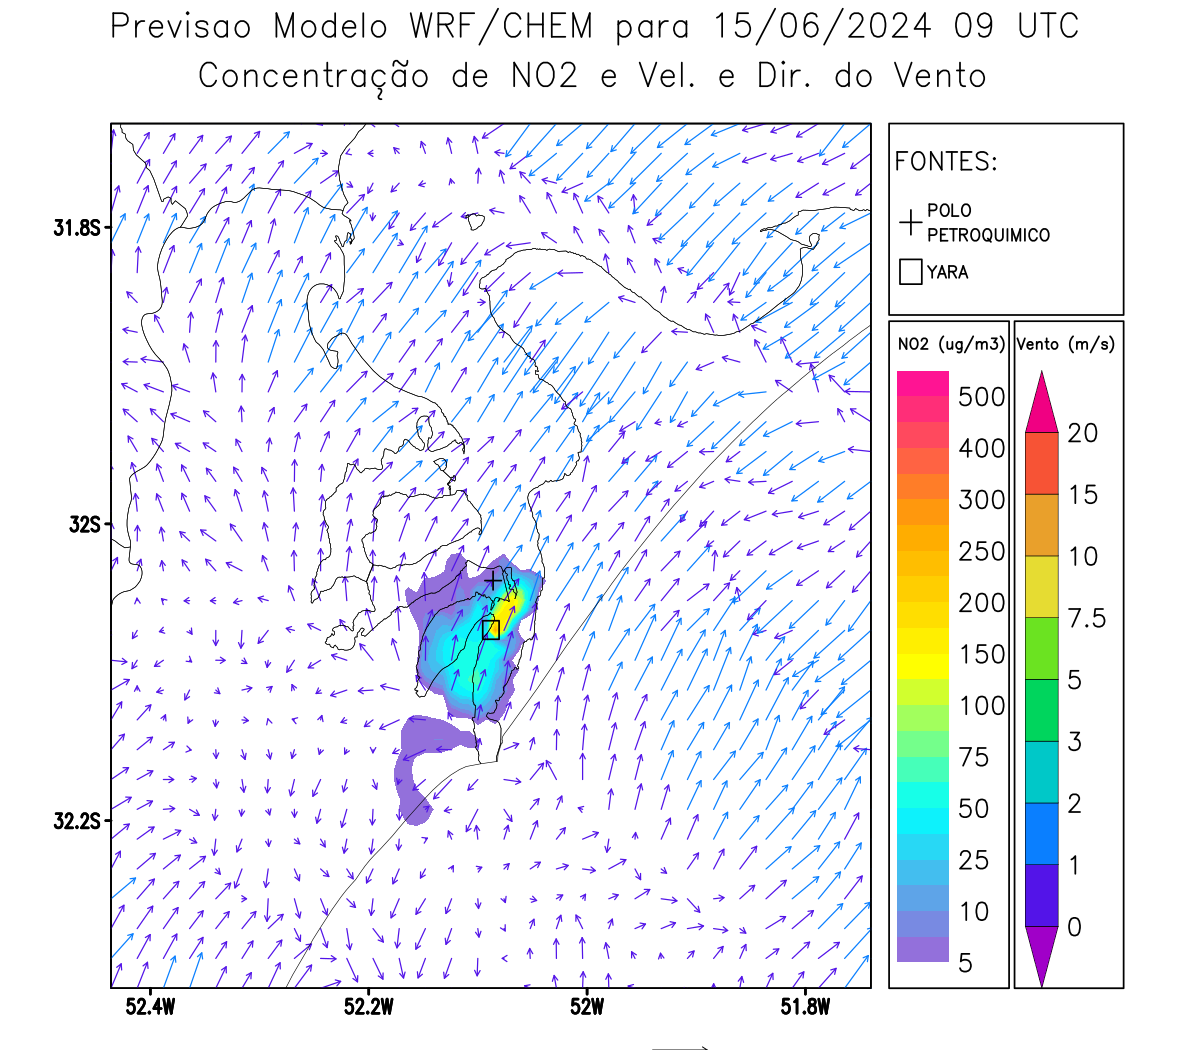 Previsao Modelo WRF/CHEM para 15/06/2024 09 UTC
Concentração de NO2 e Vel. e Dir. do Vento
FONTES:
POLO
PETROQUIMICO
YARA
NO2 (ug/m3)
500
400
300
250
200
150
100
75
50
25
10
5
Vento (m/s)
20
15
10
7.5
5
3
2
1
0
31.8S
32S
32.2S
52.4W
52.2W
52W
51.8W